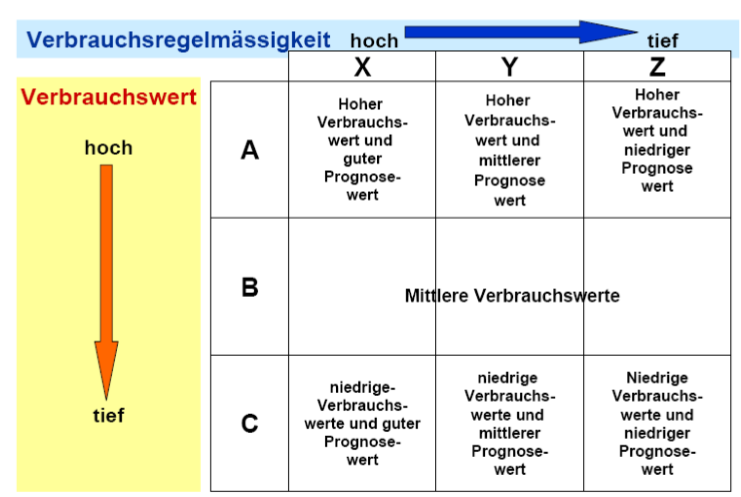 Verbrauchsregelmässigkeit hoch tief
X Y Z
Verbrauchswert
hoch
tief
A
Hoher
Verbrauchs-
wert und
guter
Prognose-
wert
Hoher
Verbrauchs-
wert und
mittlerer
Prognose
wert
Hoher
Verbrauchs-
wert und
niedriger
Prognose
wert
B
Mittlere Verbrauchswerte
C
niedrige-
Verbrauchs-
werte und guter
Prognose-
wert
niedrige
Verbrauchs-
werte und
mittlerer
Prognose-
wert
Niedrige
Verbrauchs-
werte und
niedriger
Prognose-
wert